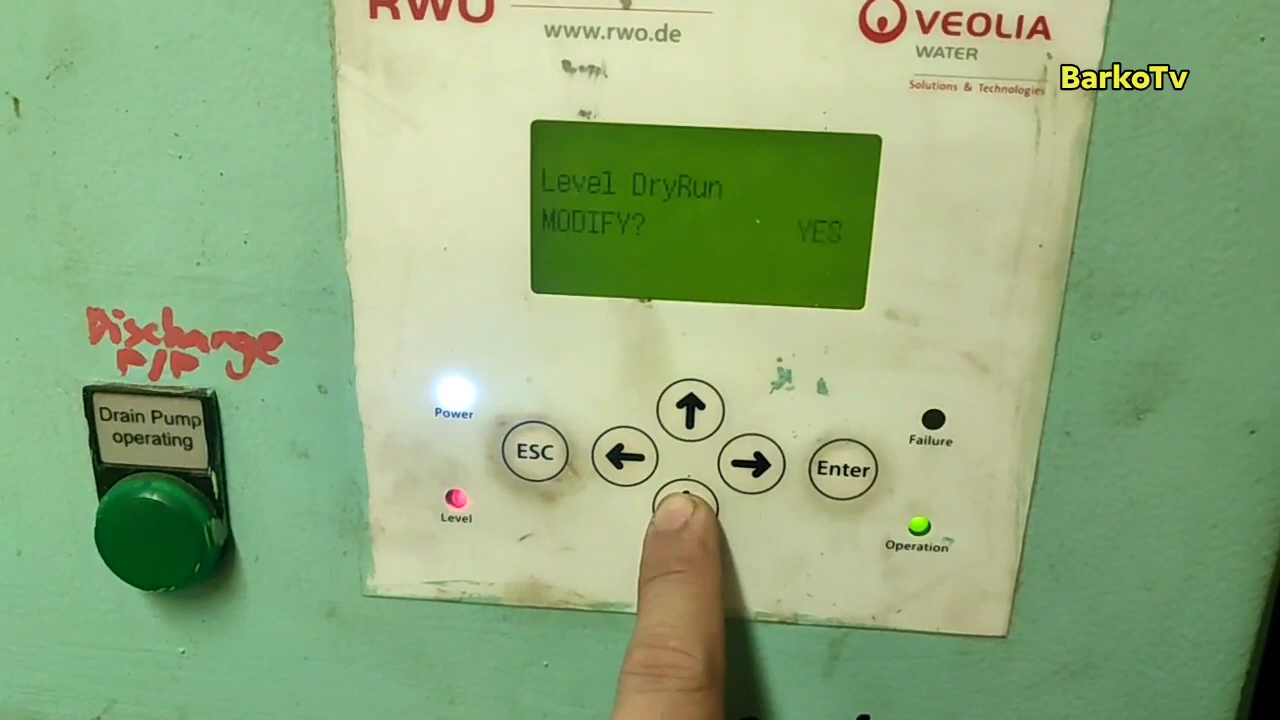 RWO
www.rwo.de
VEOLIA
WATER
Solutions & Technologies
BarkoTv
Level DryRun
MODIFY? YES
Discharge
P/P
Drain Pump
operating
Power
Failure
ESC
Enter
Level
Operation